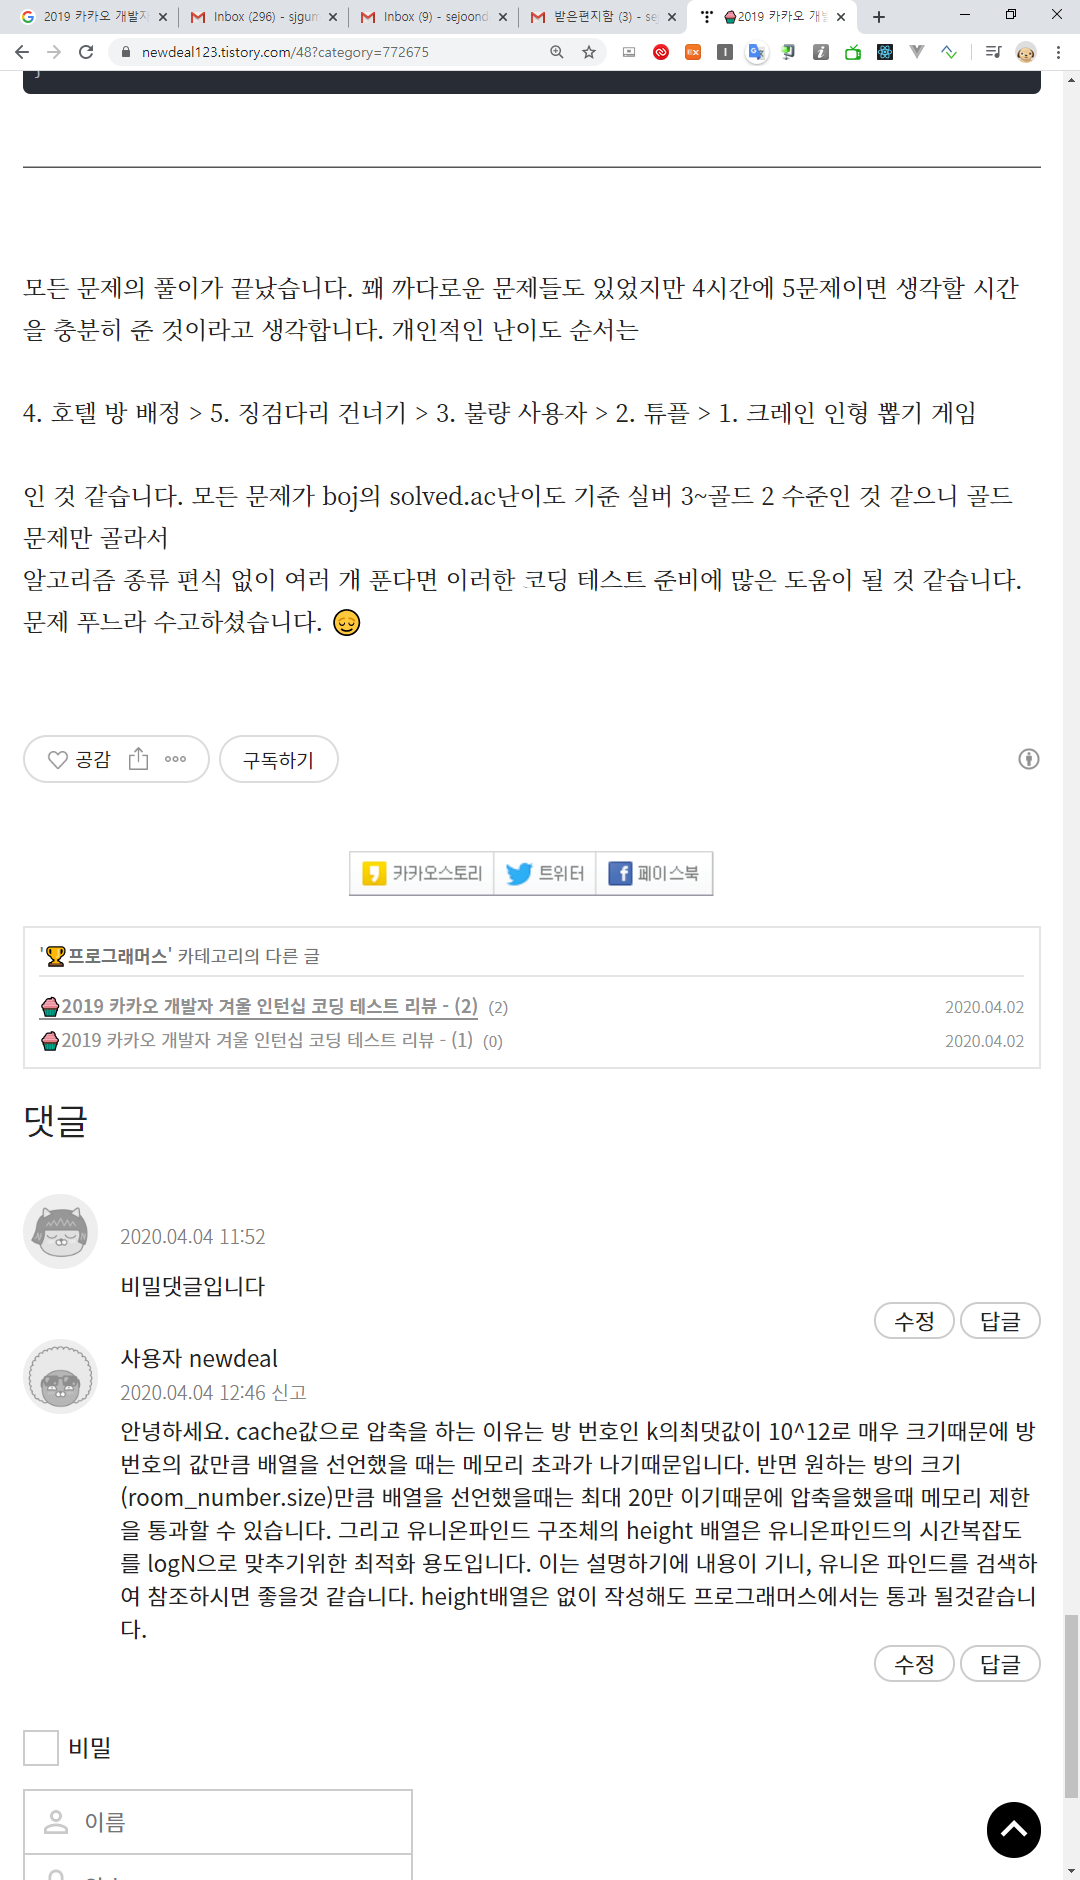 2019 카카오 개발자
Inbox (296) - sjgum
Inbox (9) - sejoond
받은편지함 (3) - se
2019 카카오 개발
newdeal123.tistory.com/48?category=772675
모든 문제의 풀이가 끝났습니다. 꽤 까다로운 문제들도 있었지만 4시간에 5문제이면 생각할 시간
을 충분히 준 것이라고 생각합니다. 개인적인 난이도 순서는
4. 호텔 방 배정 > 5. 징검다리 건너기 > 3. 불량 사용자 > 2. 튜플 > 1. 크레인 인형 뽑기 게임
인 것 같습니다. 모든 문제가 boj의 solved.ac난이도 기준 실버 3~골드 2 수준인 것 같으니 골드
문제만 골라서
알고리즘 종류 편식 없이 여러 개 푼다면 이러한 코딩 테스트 준비에 많은 도움이 될 것 같습니다.
문제 푸느라 수고하셨습니다. 😌
공감
구독하기
카카오스토리
트위터
페이스북
'🏆프로그래머스' 카테고리의 다른 글
🧁2019 카카오 개발자 겨울 인턴십 코딩 테스트 리뷰 - (2) (2) 2020.04.02
🧁2019 카카오 개발자 겨울 인턴십 코딩 테스트 리뷰 - (1) (0) 2020.04.02
댓글
2020.04.04 11:52
비밀댓글입니다
수정 답글
사용자 newdeal
2020.04.04 12:46 신고
안녕하세요. cache값으로 압축을 하는 이유는 방 번호인 k의최댓값이 10^12로 매우 크기때문에 방
번호의 값만큼 배열을 선언했을 때는 메모리 초과가 나기때문입니다. 반면 원하는 방의 크기
(room_number.size)만큼 배열을 선언했을때는 최대 20만 이기때문에 압축을했을때 메모리 제한
을 통과할 수 있습니다. 그리고 유니온파인드 구조체의 height 배열은 유니온파인드의 시간복잡도
를 logN으로 맞추기위한 최적화 용도입니다. 이는 설명하기에 내용이 기니, 유니온 파인드를 검색하
여 참조하시면 좋을것 같습니다. height배열은 없이 작성해도 프로그래머스에서는 통과 될것같습니
다.
수정 답글
비밀
이름